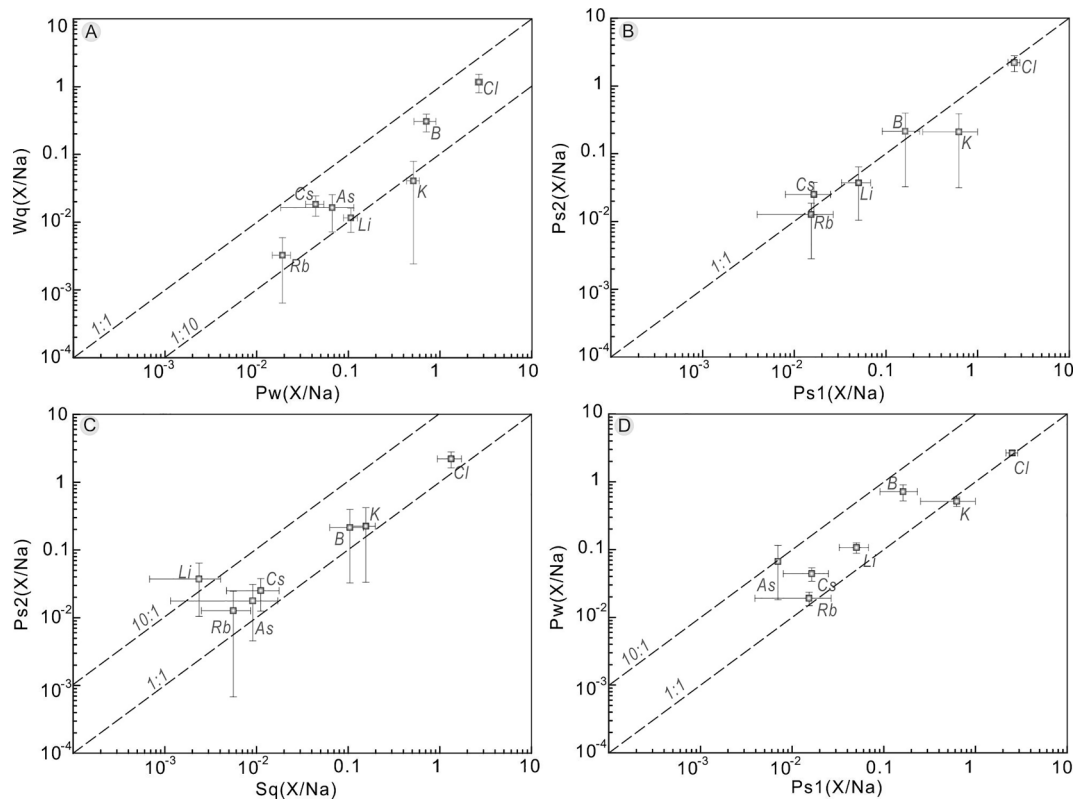 A
10
1
0.1
10-2
10-3
10-4
Wq(X/Na)
Cl
B
K
Cs
As
Li
Rb
1:1
1:10
10-3
10-2
0.1
1
10
Pw(X/Na)
B
10
1
0.1
10-2
10-3
10-4
Ps2(X/Na)
Cl
B
K
Cs
Li
Rb
1:1
10-3
10-2
0.1
1
10
Ps1(X/Na)
C
10
1
0.1
10-2
10-3
10-4
Ps2(X/Na)
Cl
K
B
Li
Cs
Rb
As
10:1
1:1
10-3
10-2
0.1
1
10
Sq(X/Na)
D
10
1
0.1
10-2
10-3
10-4
Pw(X/Na)
Cl
B
K
Li
As
Cs
Rb
10:1
1:1
10-3
10-2
0.1
1
10
Ps1(X/Na)